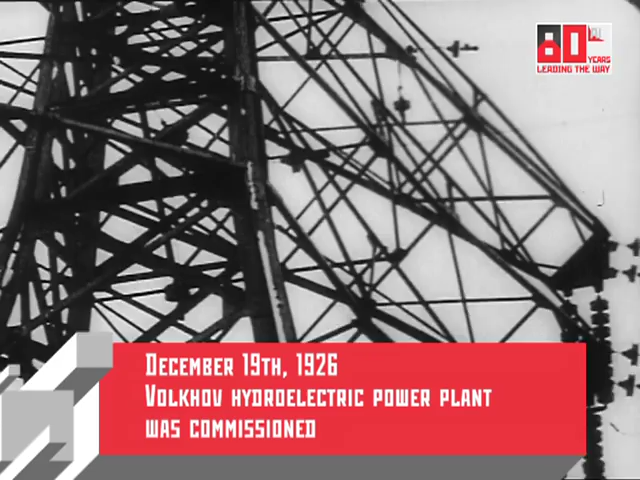 80
YEARS
LEADING THE WAY
December 19th, 1926
Volkhov hydroelectric power plant
was commissioned